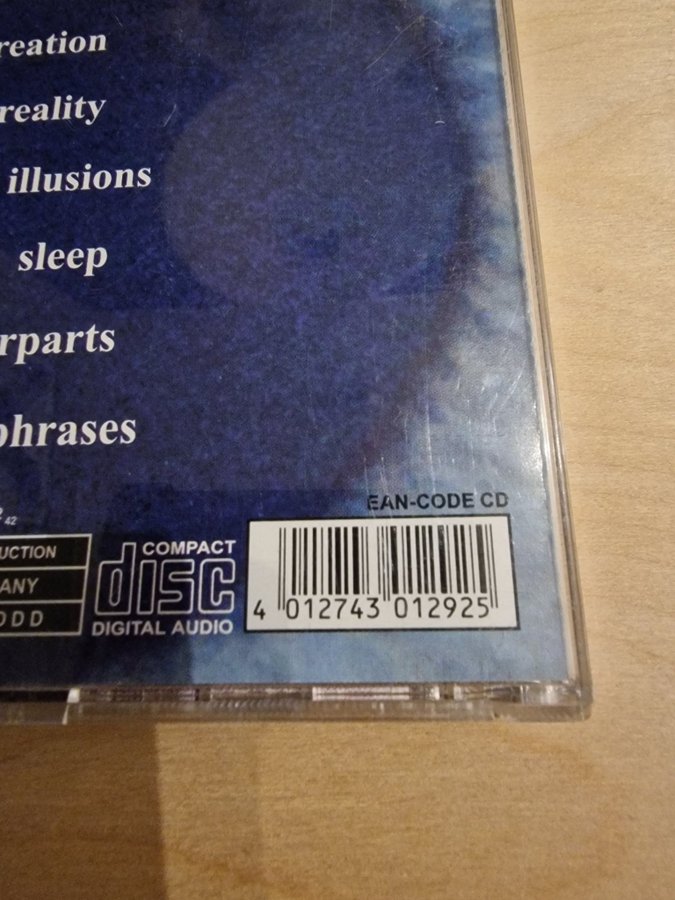 reation
reality
illusions
sleep
rparts
phrases
42
EAN-CODE CD
UCTION
ANY
DDD
COMPACT
disc
DIGITAL AUDIO
4 012743 012925